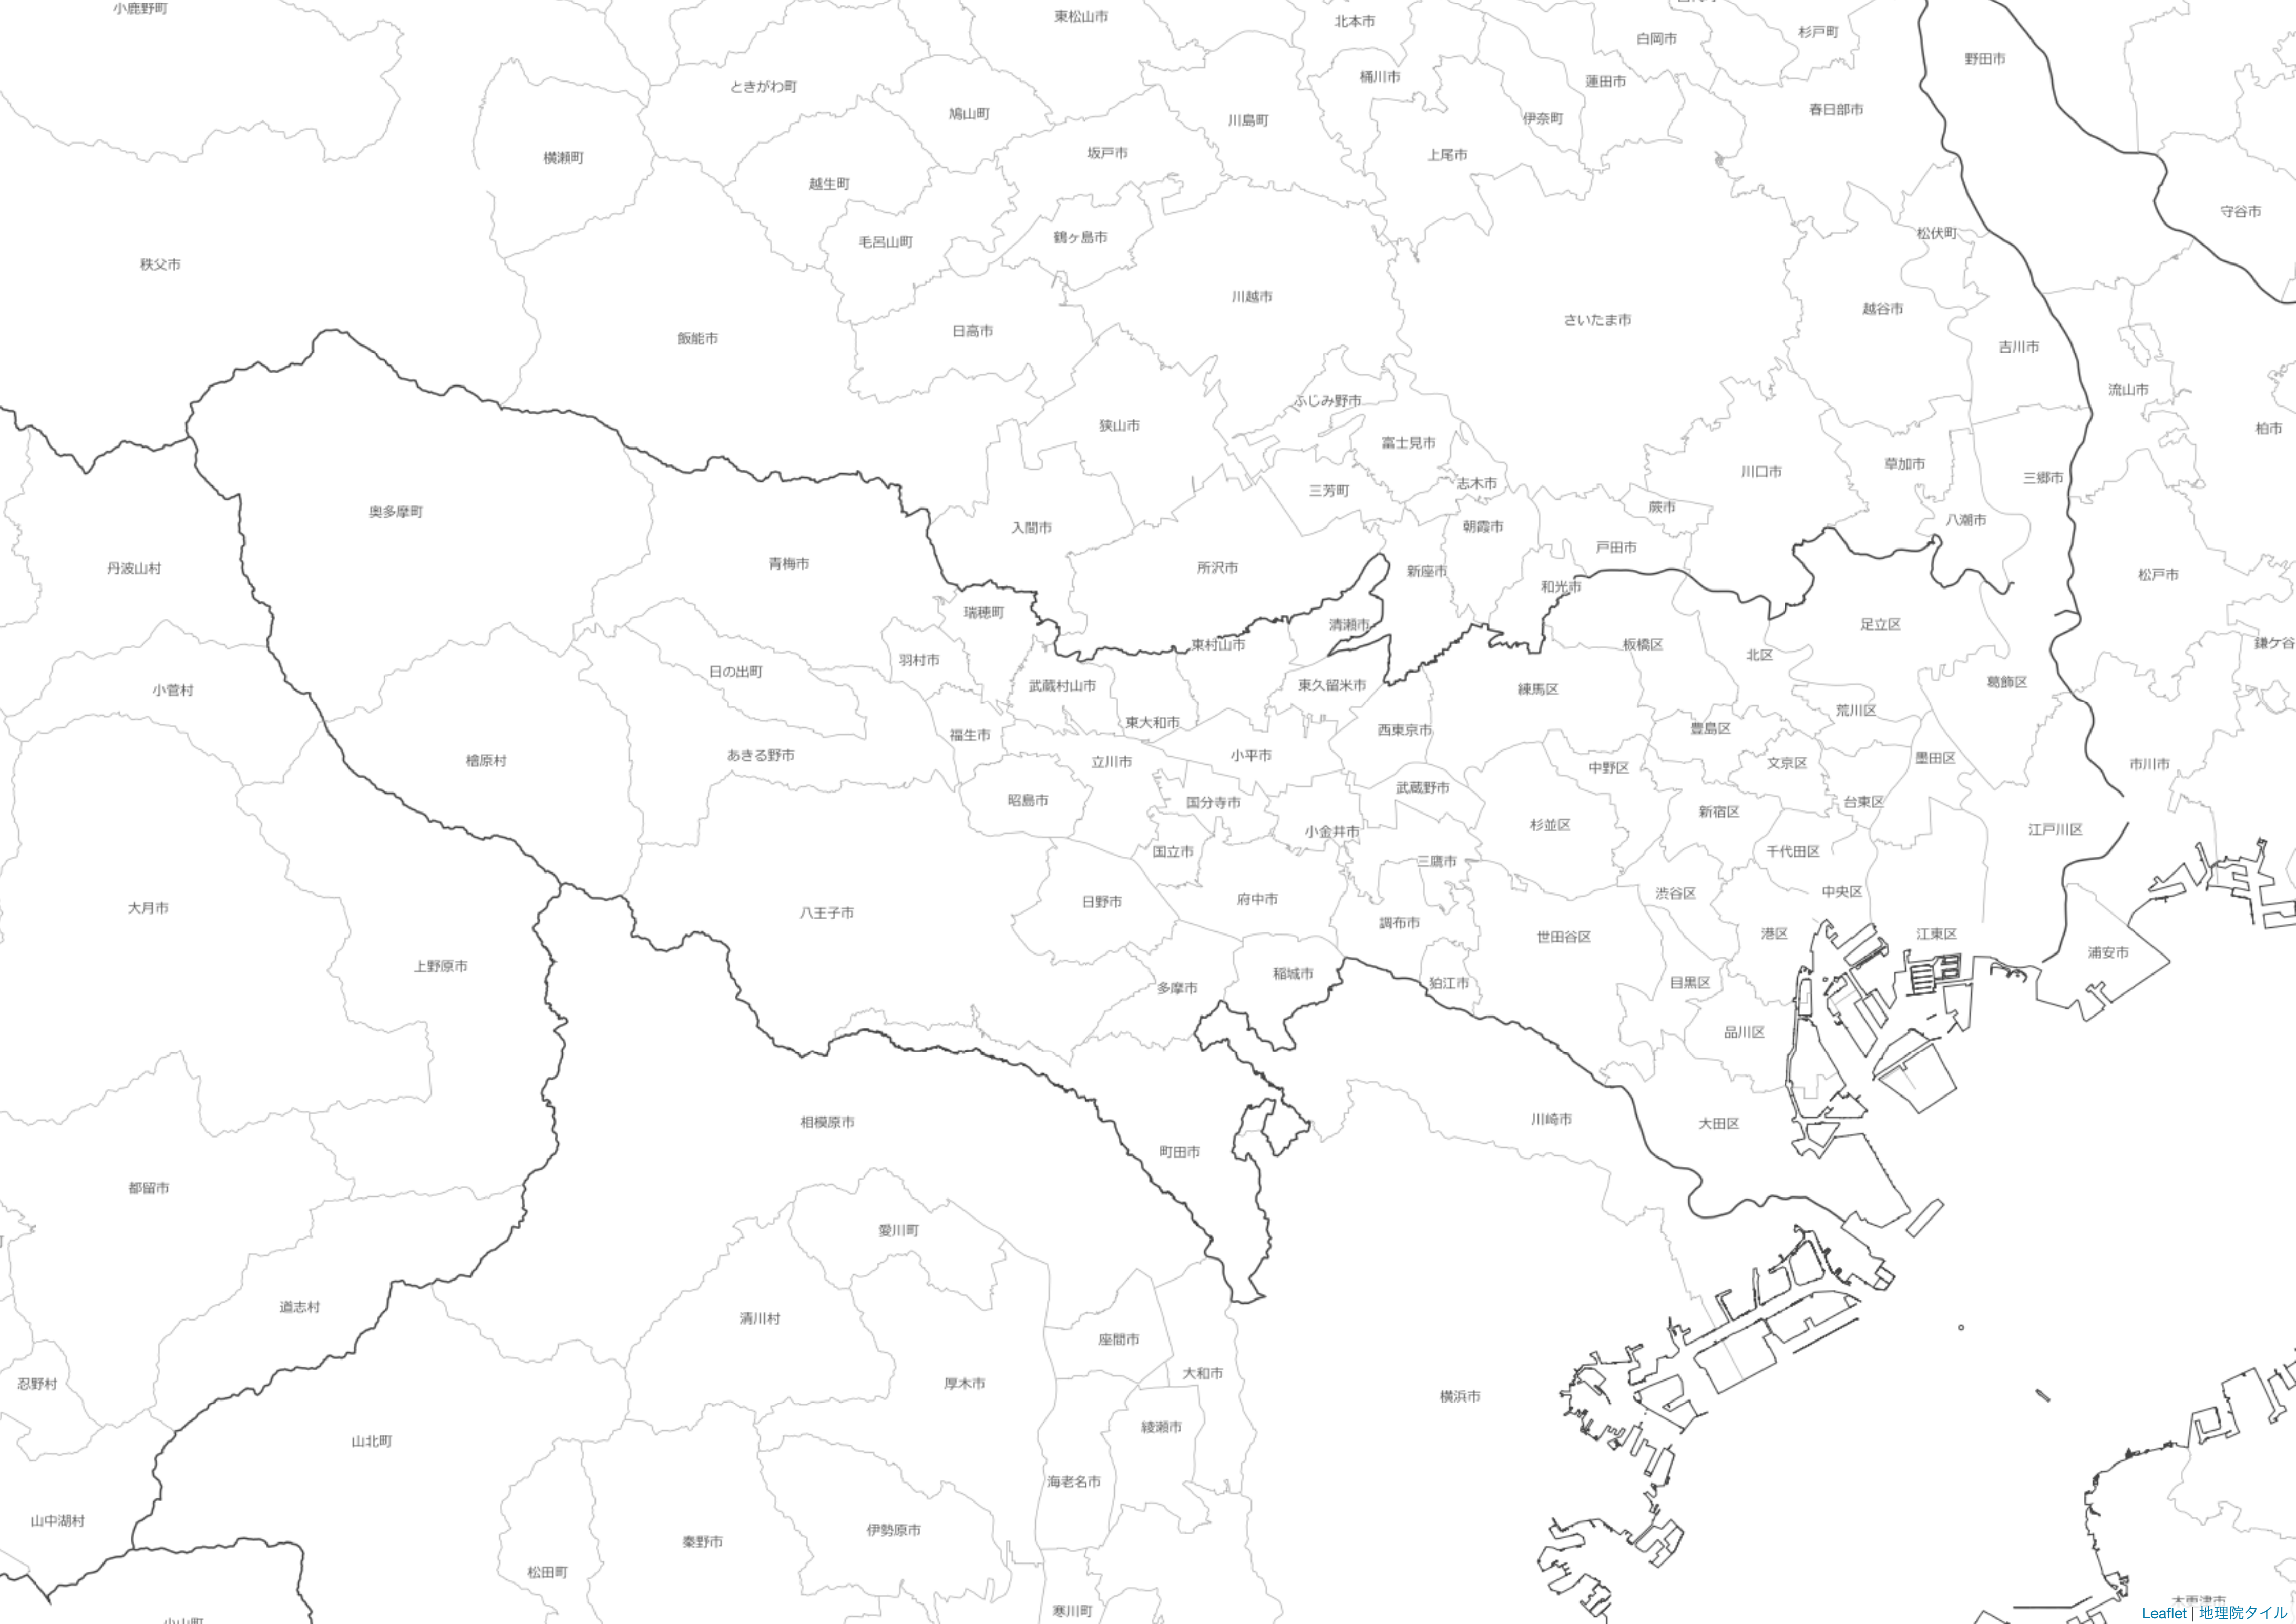 小鹿野町
東松山市
北本市
杉戸町
白岡市
野田市
桶川市
蓮田市
ときがわ町
鳩山町
春日部市
伊奈町
川島町
坂戸市
上尾市
横瀬町
越生町
守谷市
松伏町
鶴ヶ島市
毛呂山町
秩父市
川越市
越谷市
さいたま市
日高市
飯能市
吉川市
流山市
ふじみ野市
狭山市
柏市
富士見市
草加市
川口市
三郷市
志木市
三芳町
蕨市
奥多摩町
八潮市
朝霞市
入間市
戸田市
青梅市
丹波山村
所沢市
新座市
松戸市
和光市
瑞穂町
清瀬市
足立区
東村山市
板橋区
鎌ケ谷
北区
羽村市
日の出町
葛飾区
武蔵村山市
東久留米市
練馬区
小菅村
荒川区
東大和市
豊島区
西東京市
福生市
あきる野市
小平市
墨田区
檜原村
立川市
文京区
市川市
中野区
武蔵野市
昭島市
国分寺市
台東区
新宿区
杉並区
江戸川区
小金井市
国立市
千代田区
三鷹市
中央区
渋谷区
府中市
日野市
大月市
八王子市
調布市
港区
江東区
世田谷区
浦安市
上野原市
稲城市
狛江市
目黒区
多摩市
品川区
川崎市
相模原市
大田区
町田市
都留市
愛川町
道志村
清川村
座間市
大和市
忍野村
厚木市
横浜市
綾瀬市
山北町
海老名市
山中湖村
伊勢原市
秦野市
松田町
寒川町
木更津市
小山町
Leaflet | 地理院タイル